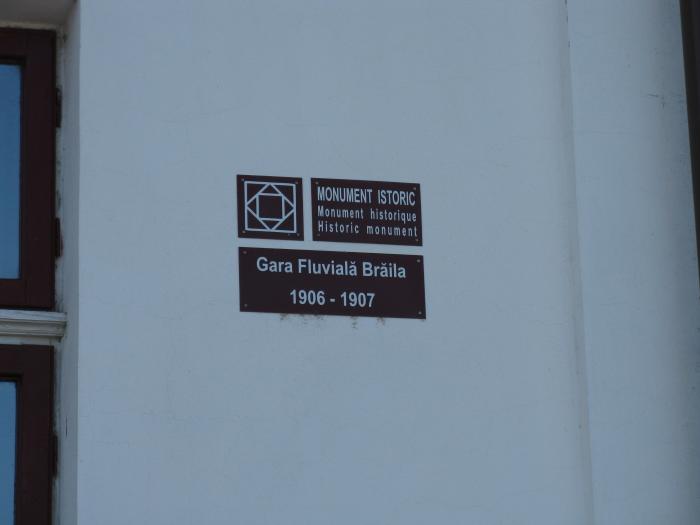 MONUMENT ISTORIC
Monument historique
Historic monument
Gara Fluvială Brăila
1906 - 1907